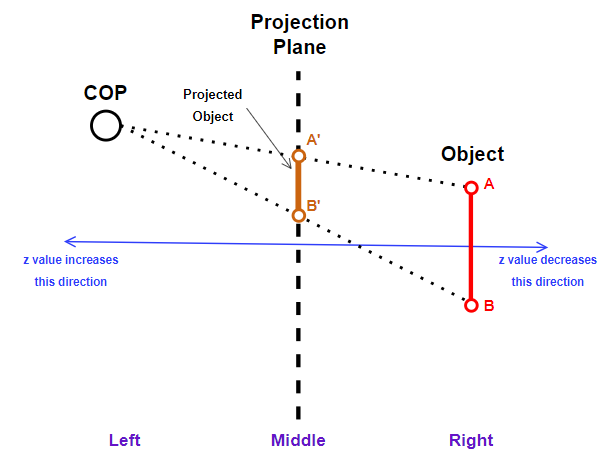 Projection
Plane
COP
Projected
Object
A'
Object
A
B'
z value increases
this direction
z value decreases
this direction
B
Left
Middle
Right